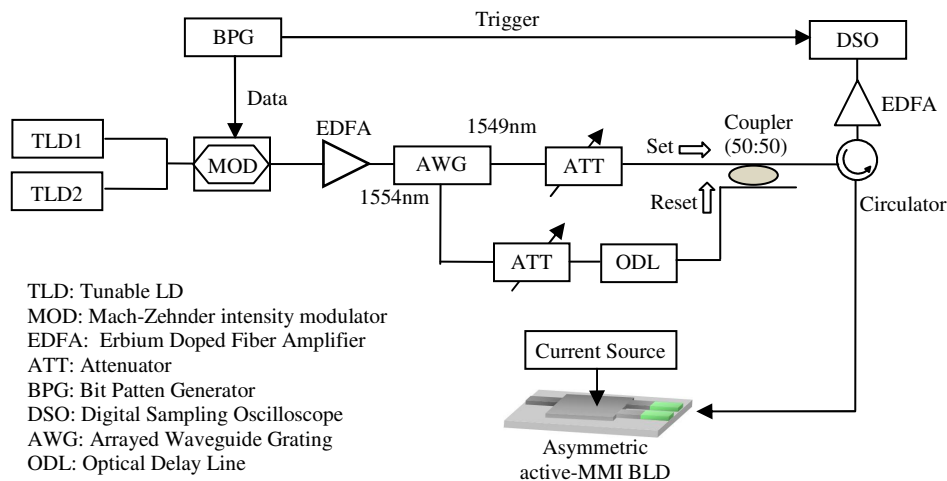 Trigger
BPG
DSO
Data
EDFA
EDFA
1549nm
Coupler
(50:50)
TLD1
MOD
AWG
ATT
Set
TLD2
1554nm
Reset
Circulator
ATT
ODL
TLD: Tunable LD
MOD: Mach-Zehnder intensity modulator
EDFA: Erbium Doped Fiber Amplifier
ATT: Attenuator
BPG: Bit Patten Generator
DSO: Digital Sampling Oscilloscope
AWG: Arrayed Waveguide Grating
ODL: Optical Delay Line
Current Source
Asymmetric
active-MMI BLD